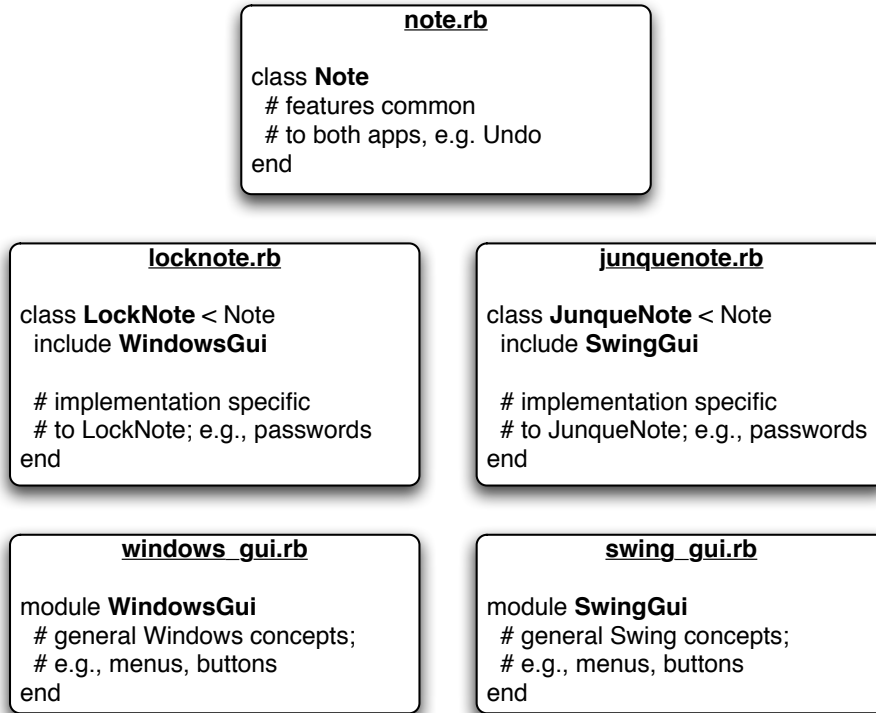 note.rb
class Note
# features common
# to both apps, e.g. Undo
end
locknote.rb
class LockNote < Note
include WindowsGui
# implementation specific
# to LockNote; e.g., passwords
end
junquenote.rb
class JunqueNote < Note
include SwingGui
# implementation specific
# to JunqueNote; e.g., passwords
end
windows_gui.rb
module WindowsGui
# general Windows concepts;
# e.g., menus, buttons
end
swing_gui.rb
module SwingGui
# general Swing concepts;
# e.g., menus, buttons
end